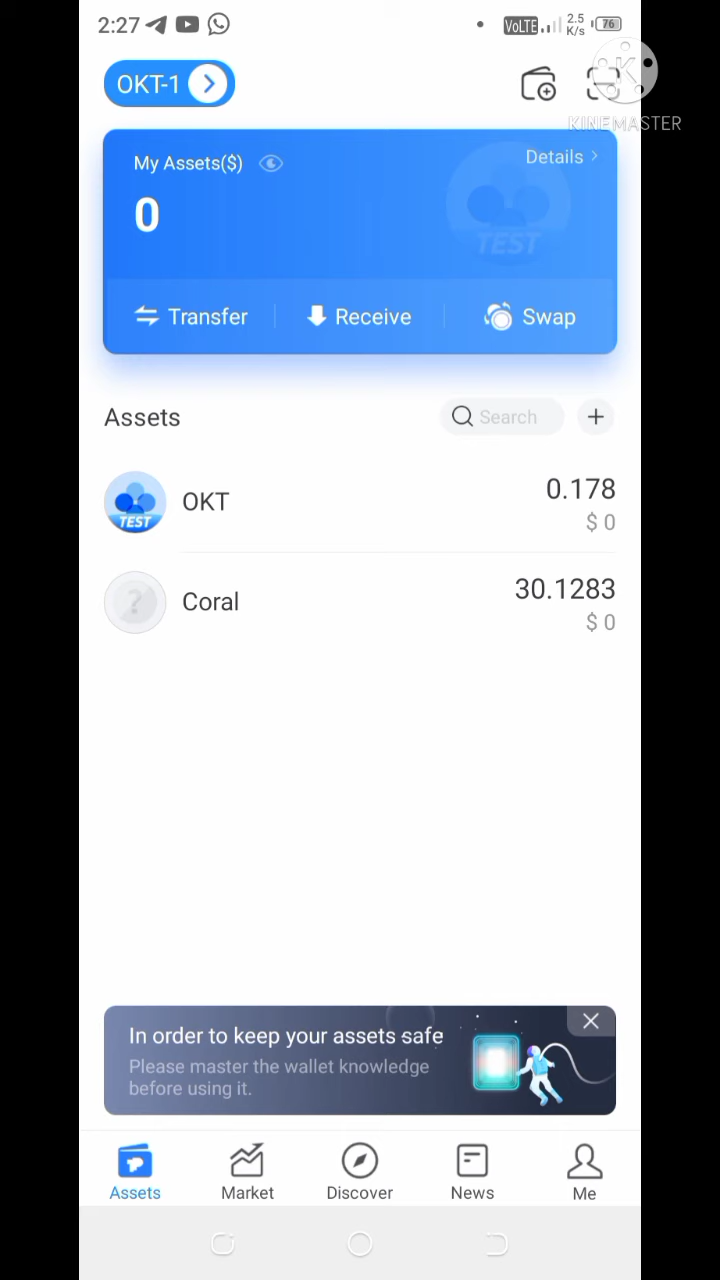 2:27
VoLTE
2.5
K/s
76
OKT-1
KINEMASTER
My Assets($)
Details
0
TEST
Transfer
Receive
Swap
Assets
Search
OKT
0.178
TEST
$ 0
Coral
30.1283
?
$ 0
In order to keep your assets safe
Please master the wallet knowledge
before using it.
Assets
Market
Discover
News
Me